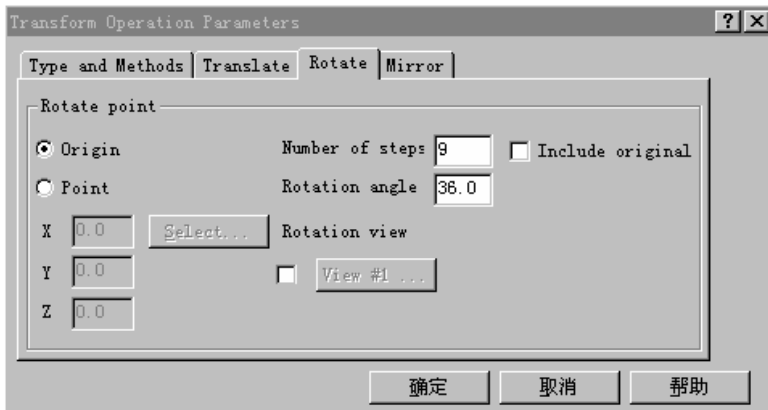 Transform Operation Parameters
Type and Methods Translate Rotate Mirror
Rotate point
Origin Number of steps 9 Include original
Point Rotation angle 36.0
X 0.0 Select... Rotation view
Y 0.0 View #1 ...
Z 0.0
确定 取消 帮助